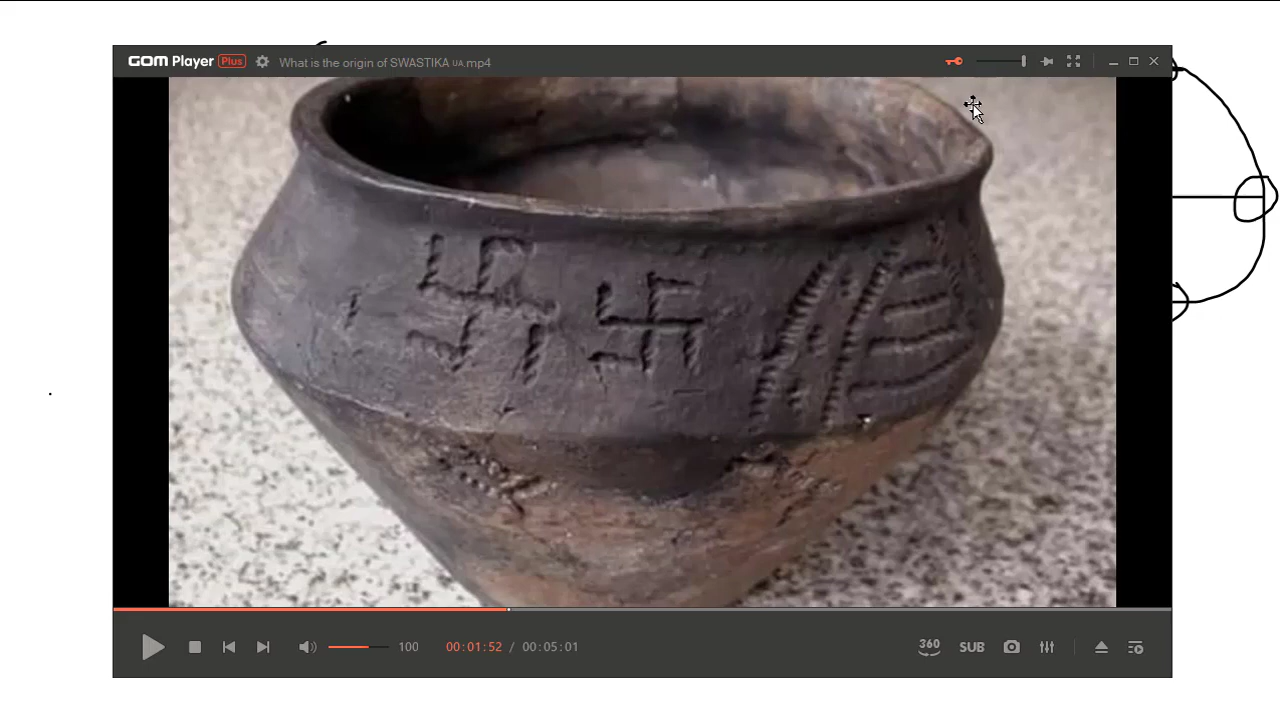 GOM Player Plus What is the origin of SWASTIKA UA.mp4
360
100 00:01:52 / 00:05:01 SUB